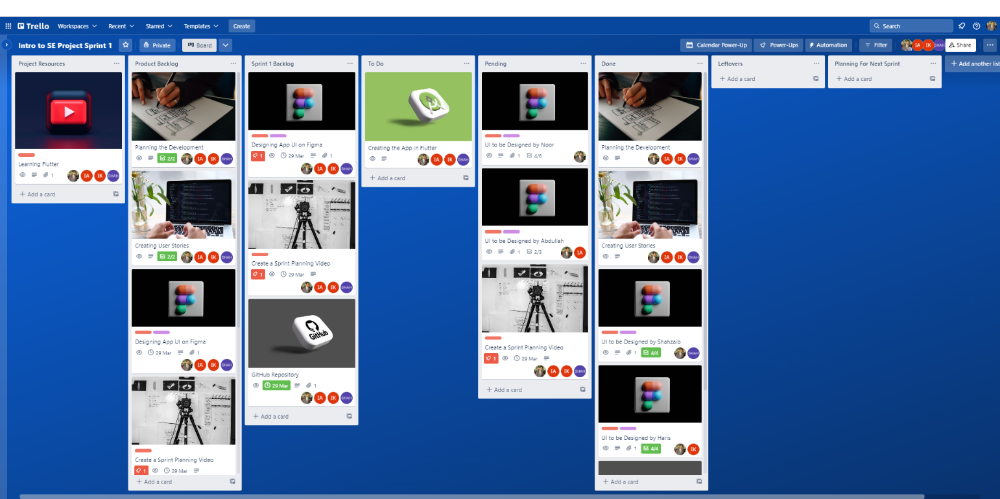 Trello
Workspaces
Recent
Starred
Templates
Create
Search
Intro to SE Project Sprint 1
Private
Board
Calendar Power-Up
Power-Ups
Automation
Filter
IA
IK
SHAH
Share
Project Resources
Learning Flutter
1
IA
IK
SHAH
+ Add a card
Product Backlog
Planning the Development
2/2
IA
IK
SHAH
Creating User Stories
2/2
IA
IK
SHAH
Designing App UI on Figma
29 Mar
1
IA
IK
SHAH
Create a Sprint Planning Video
1
29 Mar
+ Add a card
Sprint 1 Backlog
Designing App UI on Figma
1
29 Mar
1
IA
IK
SHAH
Create a Sprint Planning Video
1
29 Mar
IA
IK
SHAH
GitHub
GitHub Repository
29 Mar
1
IA
IK
SHAH
+ Add a card
To Do
Creating the App in Flutter
IA
IK
SHAH
+ Add a card
Pending
UI to be Designed by Noor
1
4/6
UI to be Designed by Abdullah
1
2/3
IA
Create a Sprint Planning Video
1
29 Mar
IA
IK
SHAH
+ Add a card
Done
Planning the Development
IA
IK
SHAH
Creating User Stories
IA
IK
SHAH
UI to be Designed by Shahzaib
1
4/4
SHAH
UI to be Designed by Haris
1
4/4
IK
+ Add a card
Leftovers
+ Add a card
Planning For Next Sprint
+ Add a card
+ Add another list